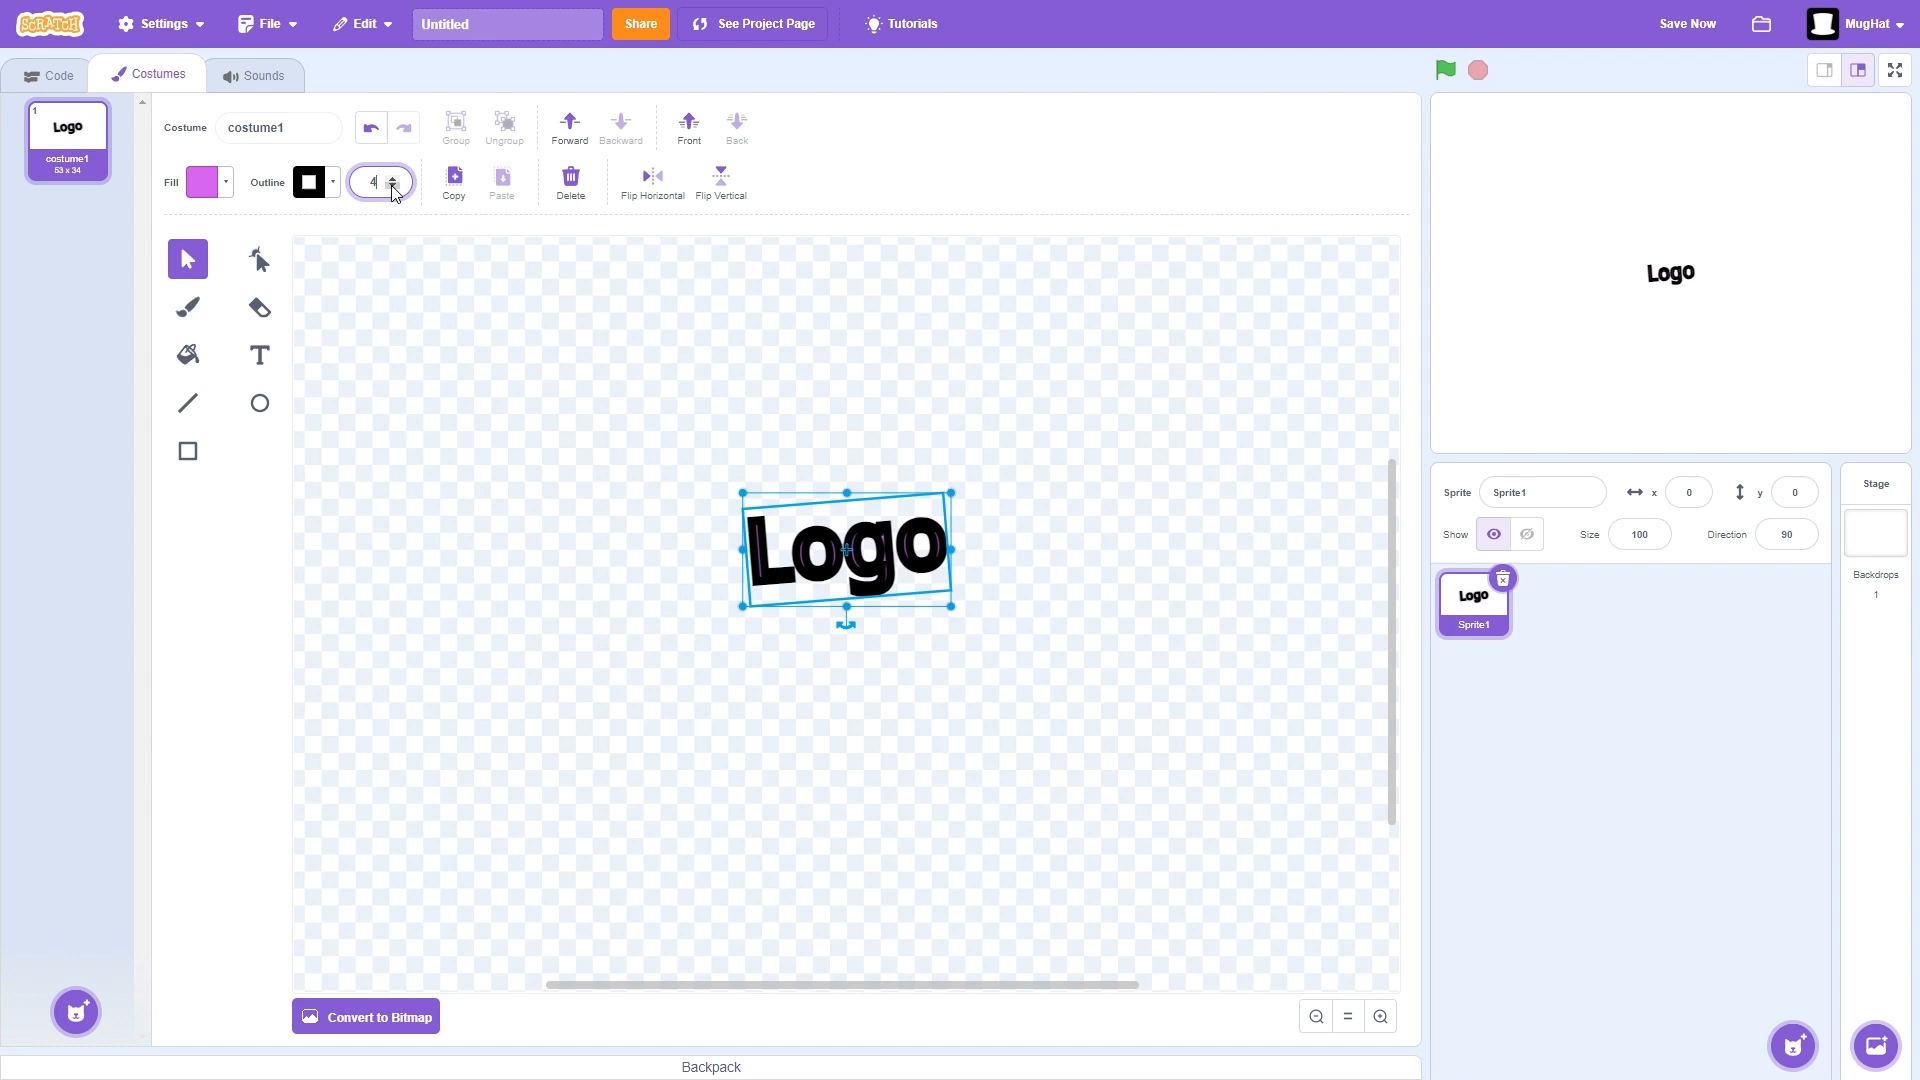 SCRATCH Settings File Edit Untitled Share See Project Page Tutorials Save Now MugHat
Code Costumes Sounds
1
Logo
costume1
53 x 34
Costume costume1 Group Ungroup Forward Backward Front Back
Fill Outline 4 Copy Paste Delete Flip Horizontal Flip Vertical
T
Logo
Logo
Convert to Bitmap
=
Backpack
Sprite Sprite1 x 0 y 0
Show Size 100 Direction 90
Logo
Sprite1
Stage
Backdrops
1